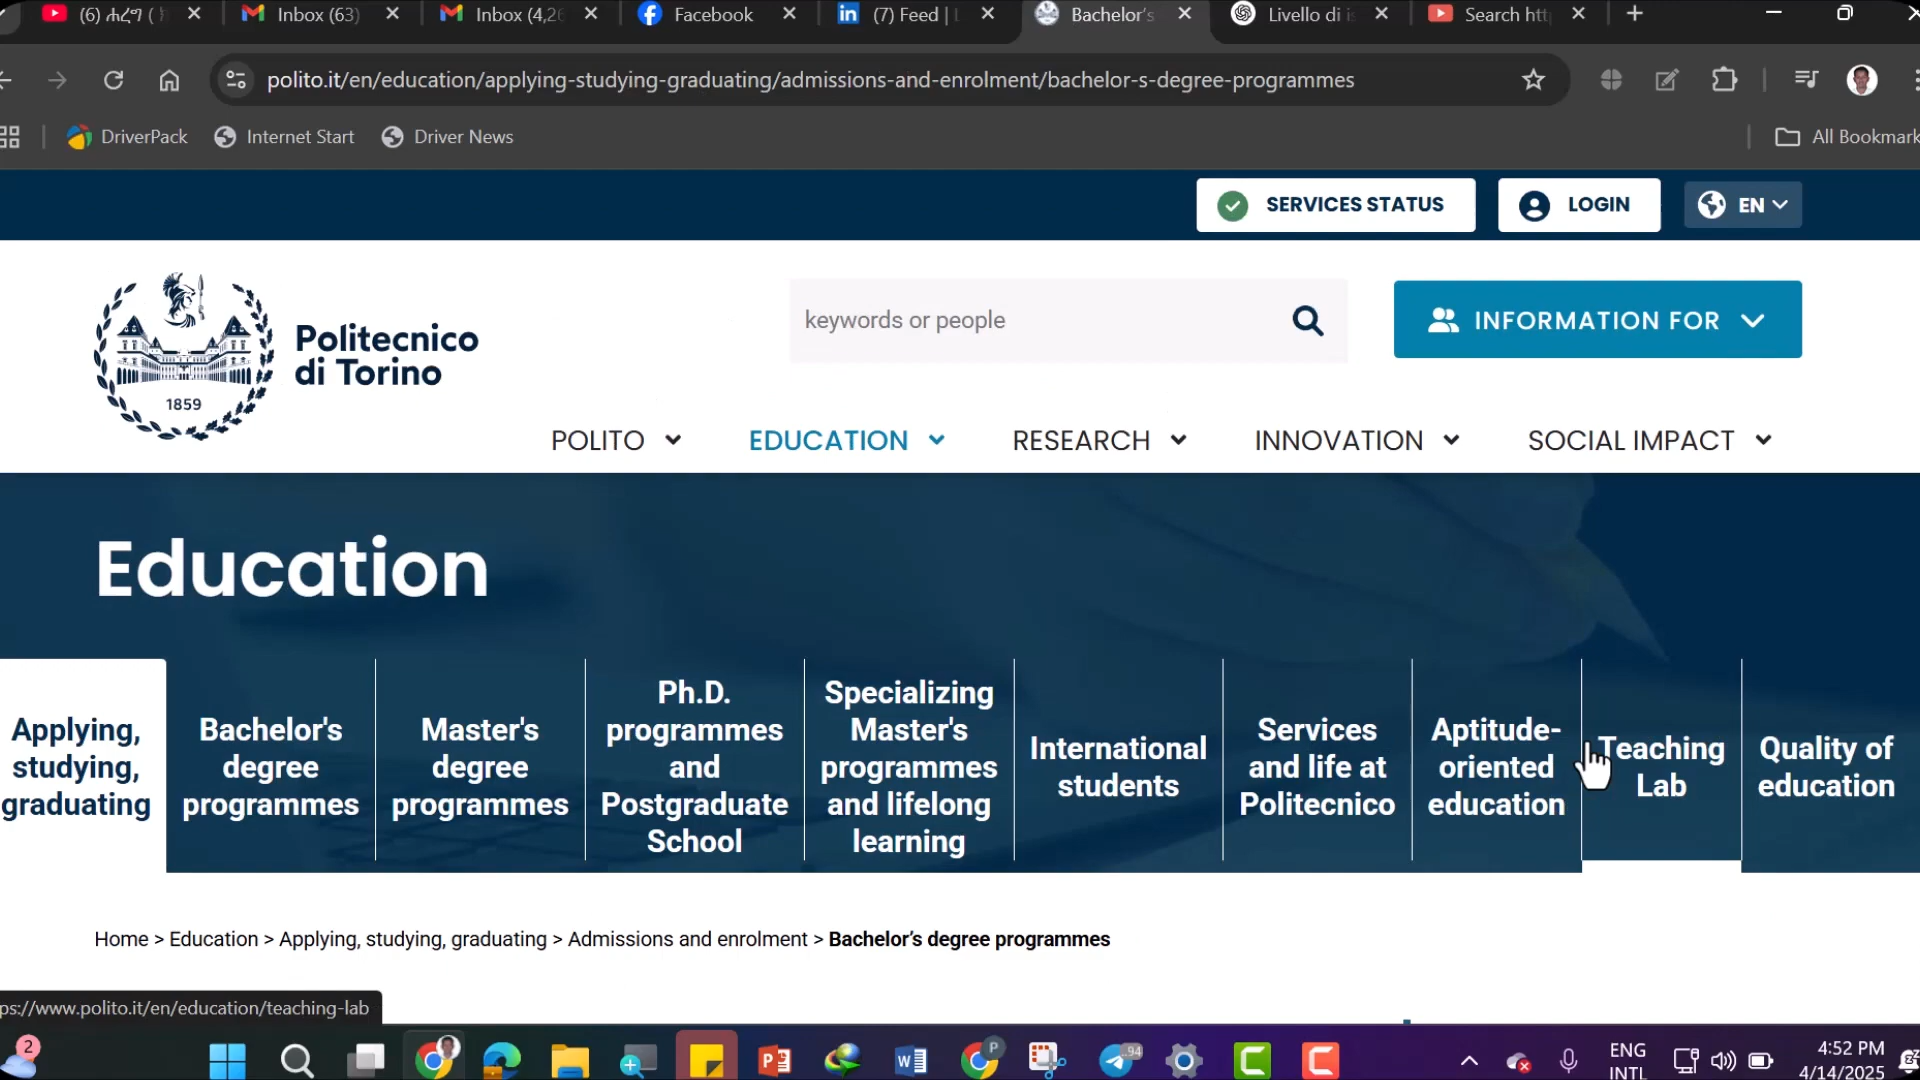 (6) ሐረግ (
Inbox (63)
Inbox (4,26
Facebook
(7) Feed | L
Bachelor's
Livello di is
Search htt
polito.it/en/education/applying-studying-graduating/admissions-and-enrolment/bachelor-s-degree-programmes
DriverPack
Internet Start
Driver News
All Bookmark
SERVICES STATUS
LOGIN
EN
1859
Politecnico
di Torino
keywords or people
INFORMATION FOR
POLITO
EDUCATION
RESEARCH
INNOVATION
SOCIAL IMPACT
Education
Applying,
studying,
graduating
Bachelor's
degree
programmes
Master's
degree
programmes
Ph.D.
programmes
and
Postgraduate
School
Specializing
Master's
programmes
and lifelong
learning
International
students
Services
and life at
Politecnico
Aptitude-
oriented
education
Teaching
Lab
Quality of
education
Home > Education > Applying, studying, graduating > Admissions and enrolment > Bachelor's degree programmes
ps://www.polito.it/en/education/teaching-lab
2
P
94
ENG
INTL
4:52 PM
4/14/2025